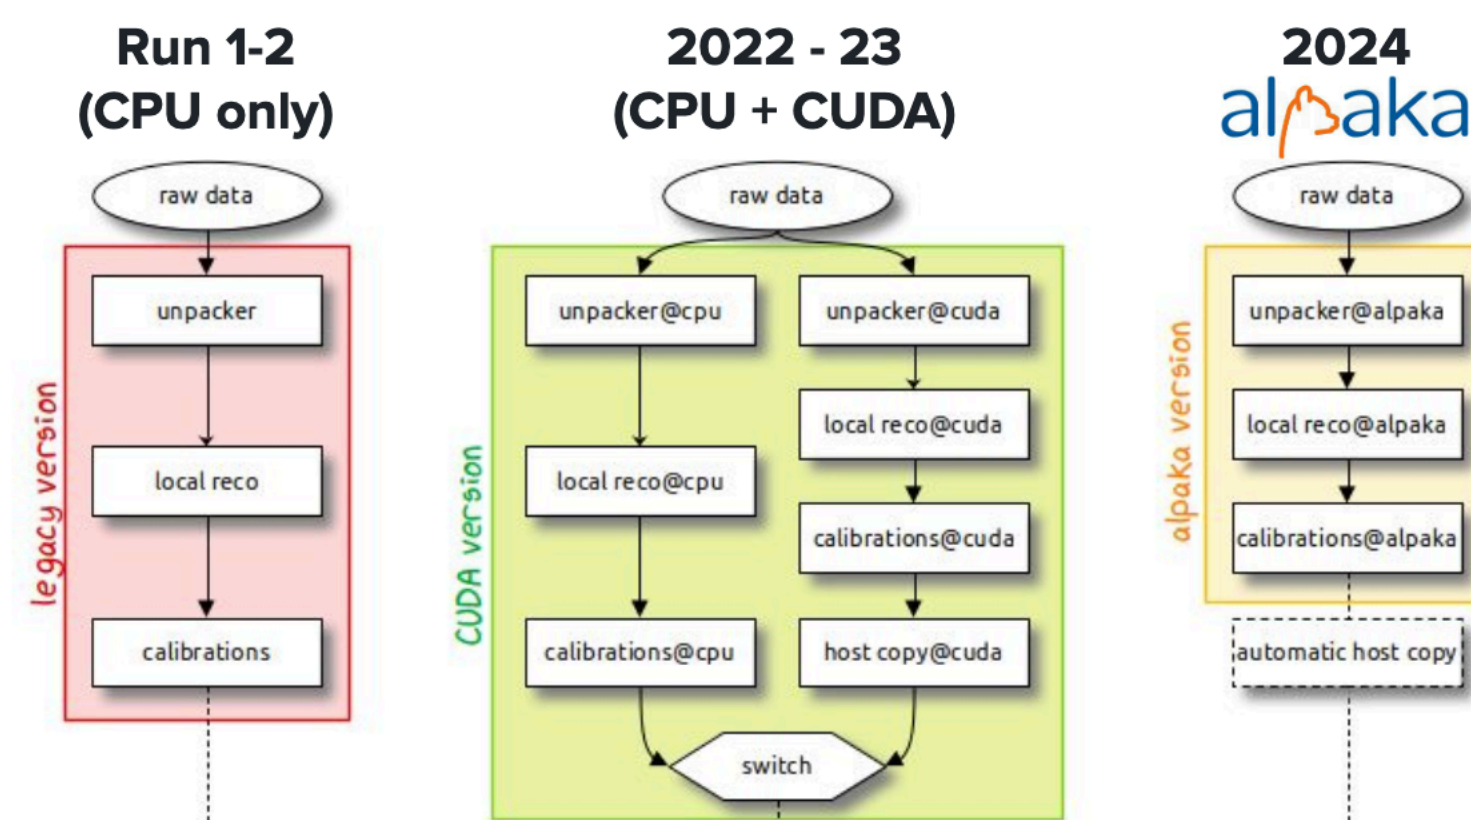 Run 1-2
(CPU only)
raw data
legacy version
unpacker
local reco
calibrations
2022 - 23
(CPU + CUDA)
raw data
CUDA version
unpacker@cpu
local reco@cpu
calibrations@cpu
unpacker@cuda
local reco@cuda
calibrations@cuda
host copy@cuda
switch
2024
alpaka
raw data
alpaka version
unpacker@alpaka
local reco@alpaka
calibrations@alpaka
automatic host copy